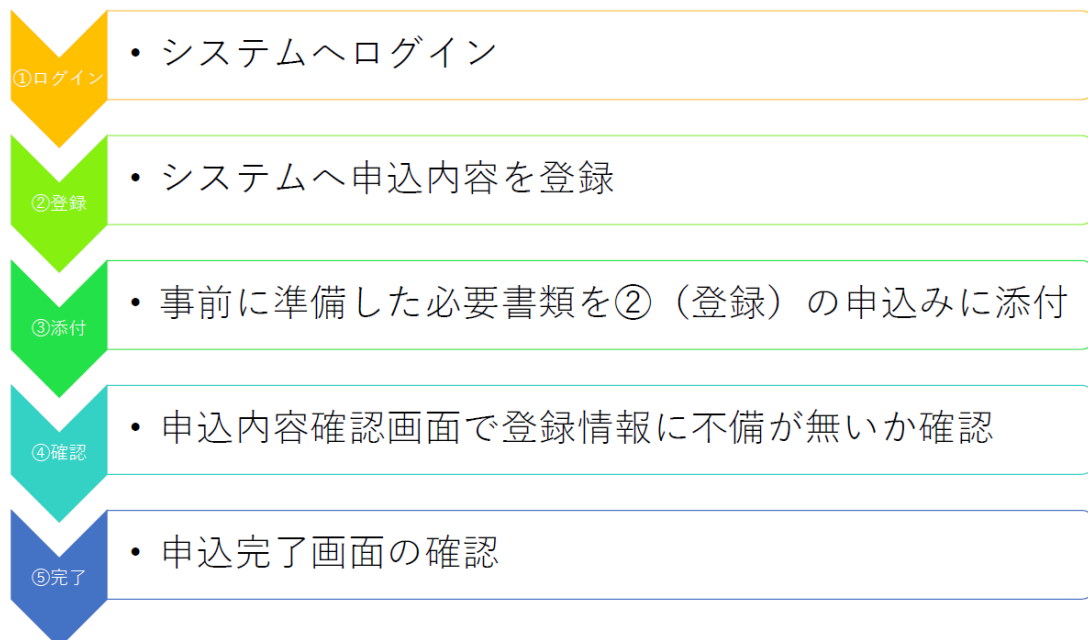 ①ログイン
• システムへログイン
②登録
• システムへ申込内容を登録
③添付
• 事前に準備した必要書類を②（登録）の申込みに添付
④確認
• 申込内容確認画面で登録情報に不備が無いか確認
⑤完了
• 申込完了画面の確認